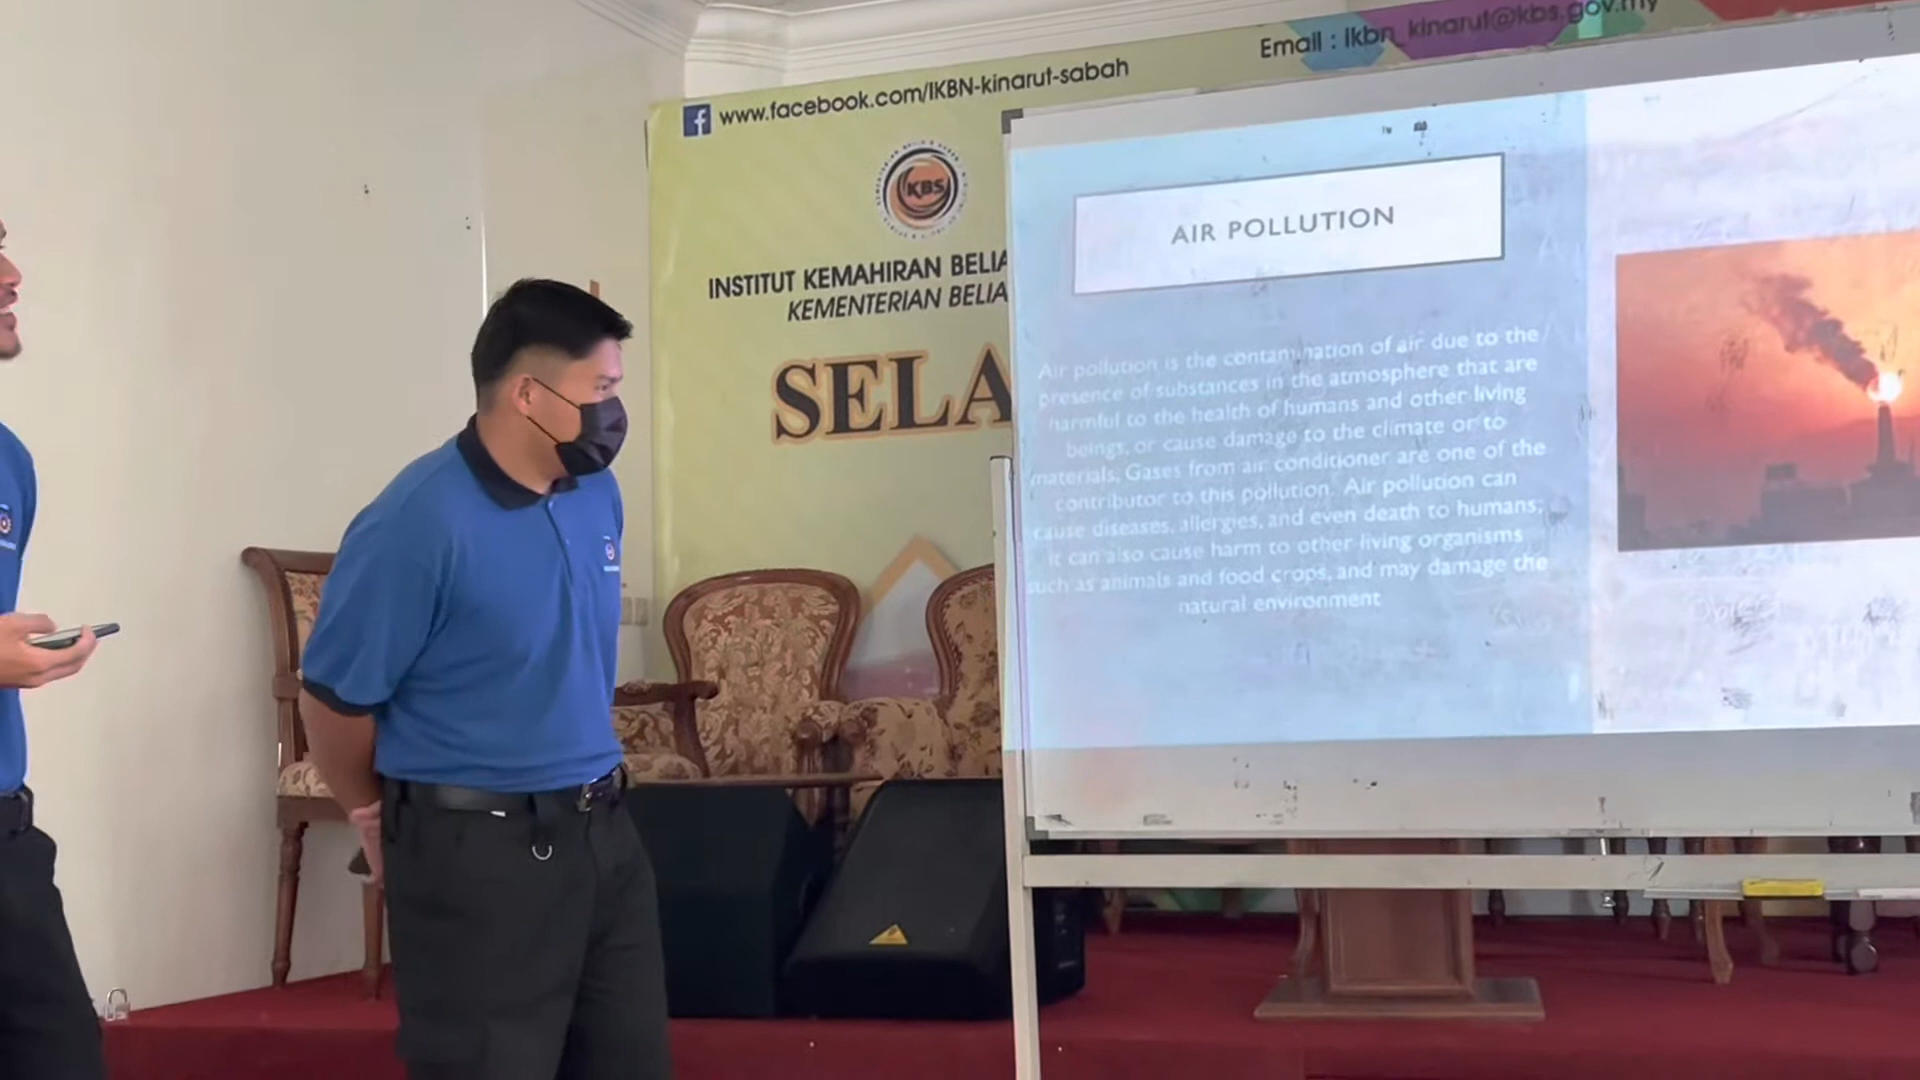 www.facebook.com/IKBN-kinarut-sabah
Email : ikbn_kinarut@kbs.gov.my
KBS
INSTITUT KEMAHIRAN BELIA
KEMENTERIAN BELIA
SELA
AIR POLLUTION
Air pollution is the contamination of air due to the
presence of substances in the atmosphere that are
harmful to the health of humans and other living
beings, or cause damage to the climate or to
materials. Gases from air conditioner are one of the
contributor to this pollution. Air pollution can
cause diseases, allergies, and even death to humans;
it can also cause harm to other living organisms
such as animals and food crops, and may damage the
natural environment